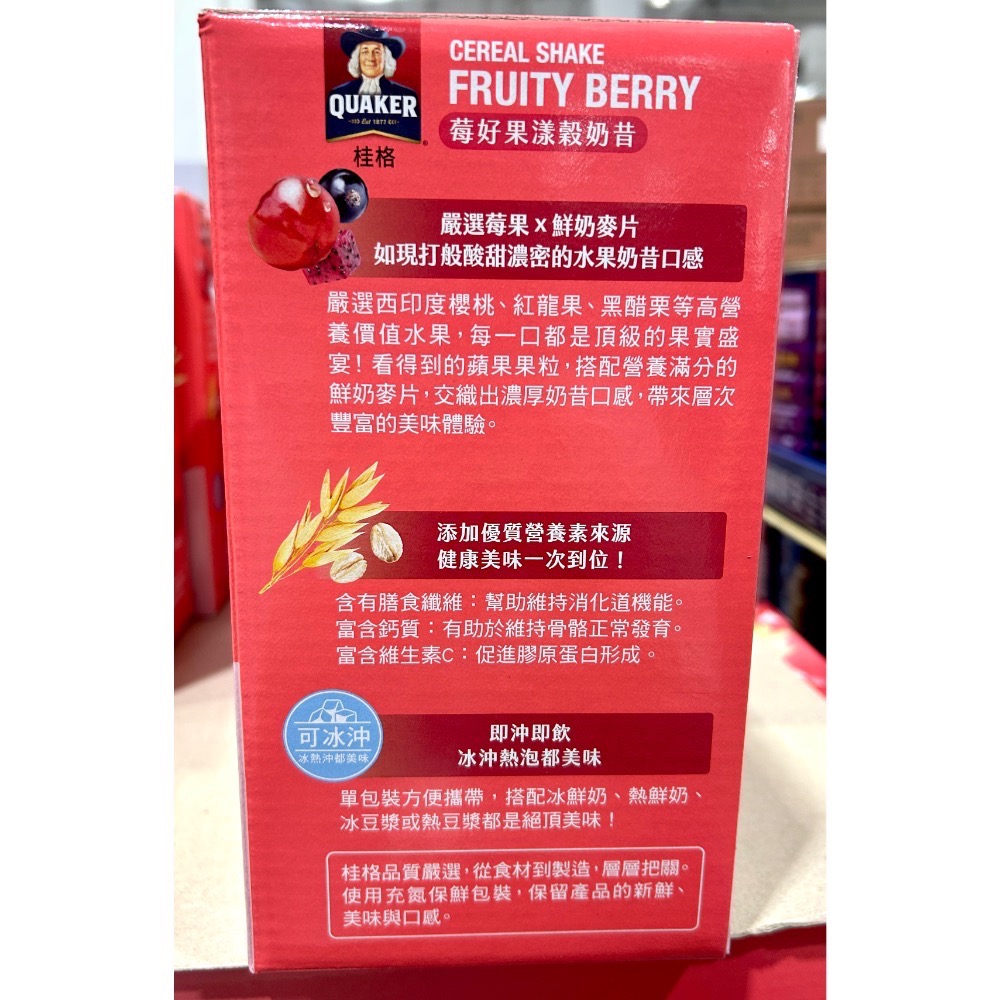 CEREAL SHAKE
FRUITY BERRY
莓好果漾穀奶昔
QUAKER
Est 1877
®
桂格
嚴選莓果x鮮奶麥片
如現打般酸甜濃密的水果奶昔口感
嚴選西印度櫻桃、紅龍果、黑醋栗等高營
養價值水果，每一口都是頂級的果實盛
宴！看得到的蘋果果粒，搭配營養滿分的
鮮奶麥片，交織出濃厚奶昔口感，帶來層次
豐富的美味體驗。
添加優質營養素來源
健康美味一次到位！
含有膳食纖維：幫助維持消化道機能。
富含鈣質：有助於維持骨骼正常發育。
富含維生素C：促進膠原蛋白形成。
可冰沖
冰熱沖都美味
即沖即飲
冰沖熱泡都美味
單包裝方便攜帶，搭配冰鮮奶、熱鮮奶、
冰豆漿或熱豆漿都是絕頂美味！
桂格品質嚴選，從食材到製造，層層把關。
使用充氮保鮮包裝，保留產品的新鮮、
美味與口感。